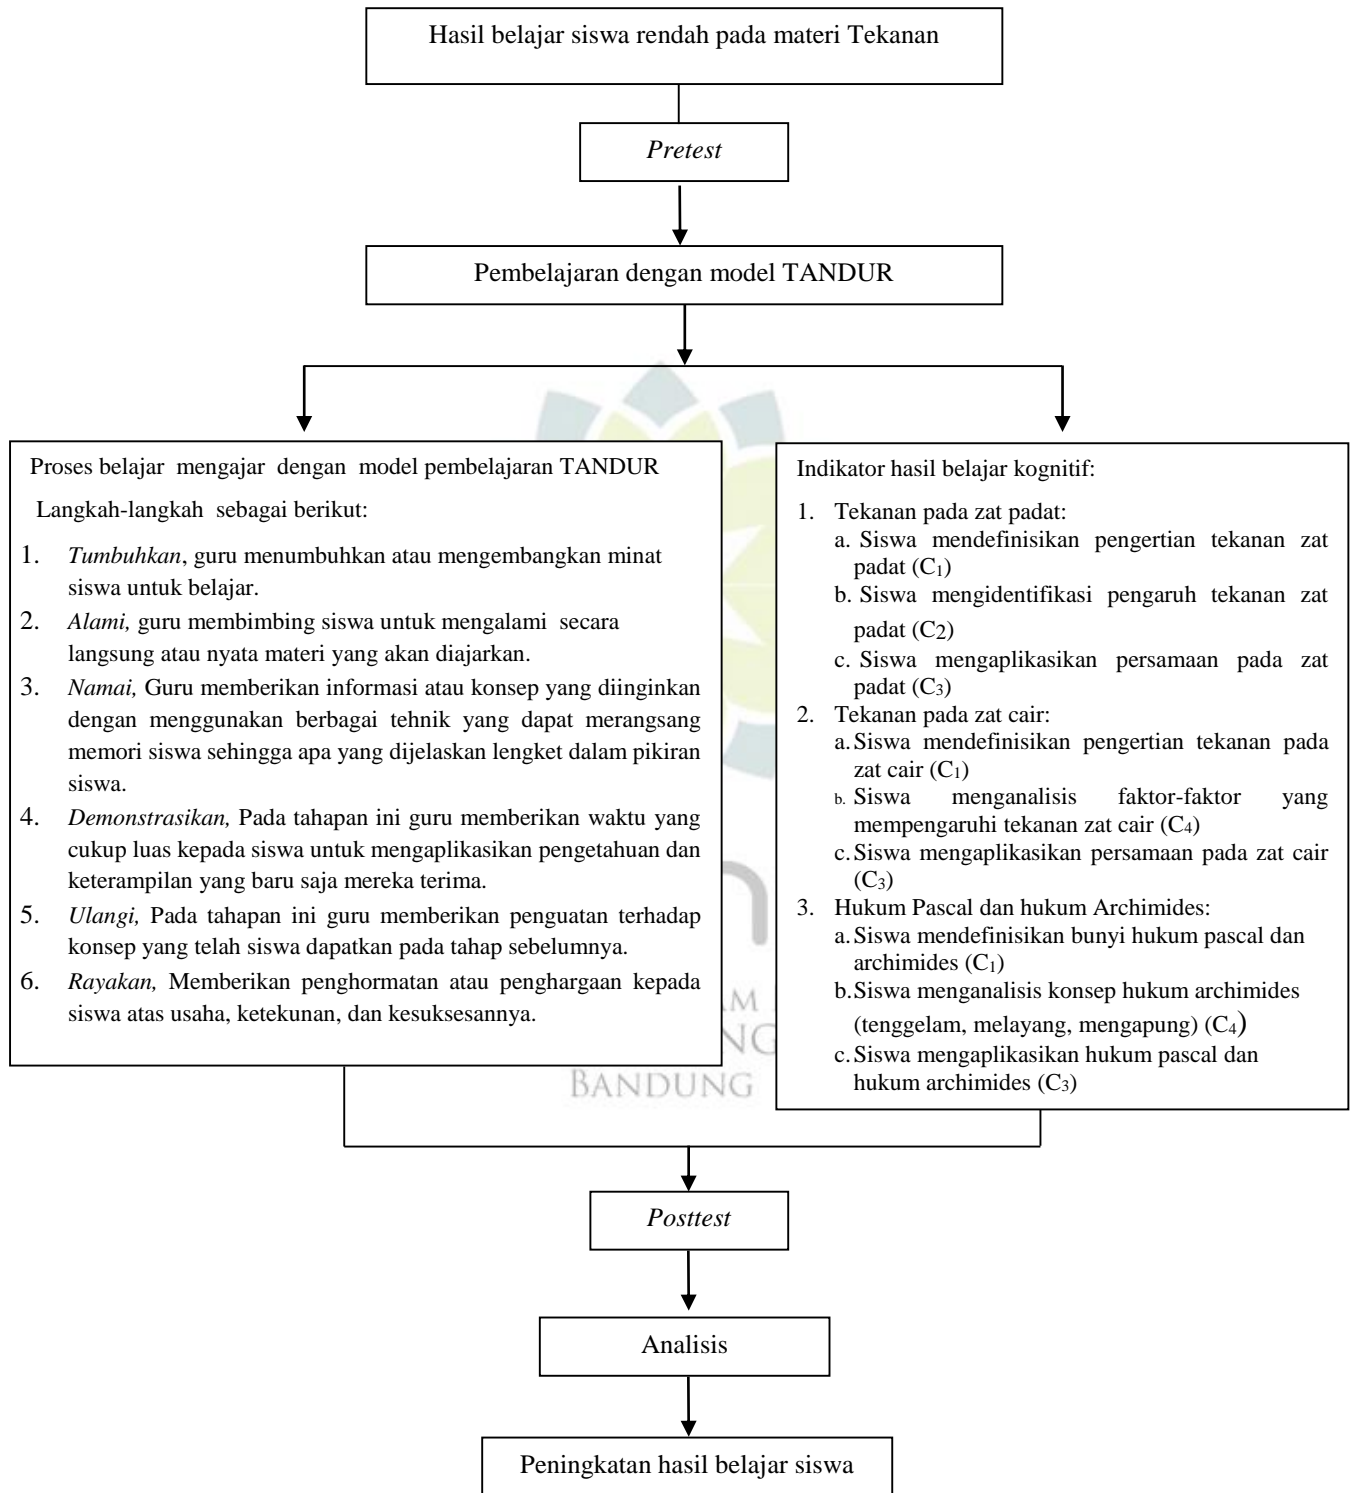 Hasil belajar siswa rendah pada materi Tekanan
Pretest
Pembelajaran dengan model TANDUR
Proses belajar mengajar dengan model pembelajaran TANDUR
Langkah-langkah sebagai berikut:
1. Tumbuhkan, guru menumbuhkan atau mengembangkan minat
siswa untuk belajar.
2. Alami, guru membimbing siswa untuk mengalami secara
langsung atau nyata materi yang akan diajarkan.
3. Namai, Guru memberikan informasi atau konsep yang diinginkan
dengan menggunakan berbagai tehnik yang dapat merangsang
memori siswa sehingga apa yang dijelaskan lengket dalam pikiran
siswa.
4. Demonstrasikan, Pada tahapan ini guru memberikan waktu yang
cukup luas kepada siswa untuk mengaplikasikan pengetahuan dan
keterampilan yang baru saja mereka terima.
5. Ulangi, Pada tahapan ini guru memberikan penguatan terhadap
konsep yang telah siswa dapatkan pada tahap sebelumnya.
6. Rayakan, Memberikan penghormatan atau penghargaan kepada
siswa atas usaha, ketekunan, dan kesuksesannya.
Indikator hasil belajar kognitif:
1. Tekanan pada zat padat:
a. Siswa mendefinisikan pengertian tekanan zat
padat (C₁)
b. Siswa mengidentifikasi pengaruh tekanan zat
padat (C2)
c. Siswa mengaplikasikan persamaan pada zat
padat (C₃)
2. Tekanan pada zat cair:
a. Siswa mendefinisikan pengertian tekanan pada
zat cair (C₁)
b. Siswa menganalisis faktor-faktor yang
mempengaruhi tekanan zat cair (C₄)
c. Siswa mengaplikasikan persamaan pada zat cair
(C₃)
3. Hukum Pascal dan hukum Archimides:
a. Siswa mendefinisikan bunyi hukum pascal dan
archimides (C₁)
b. Siswa menganalisis konsep hukum archimides
(tenggelam, melayang, mengapung) (C₄)
c. Siswa mengaplikasikan hukum pascal dan
hukum archimides (C₃)
BANDUNG
Posttest
Analisis
Peningkatan hasil belajar siswa